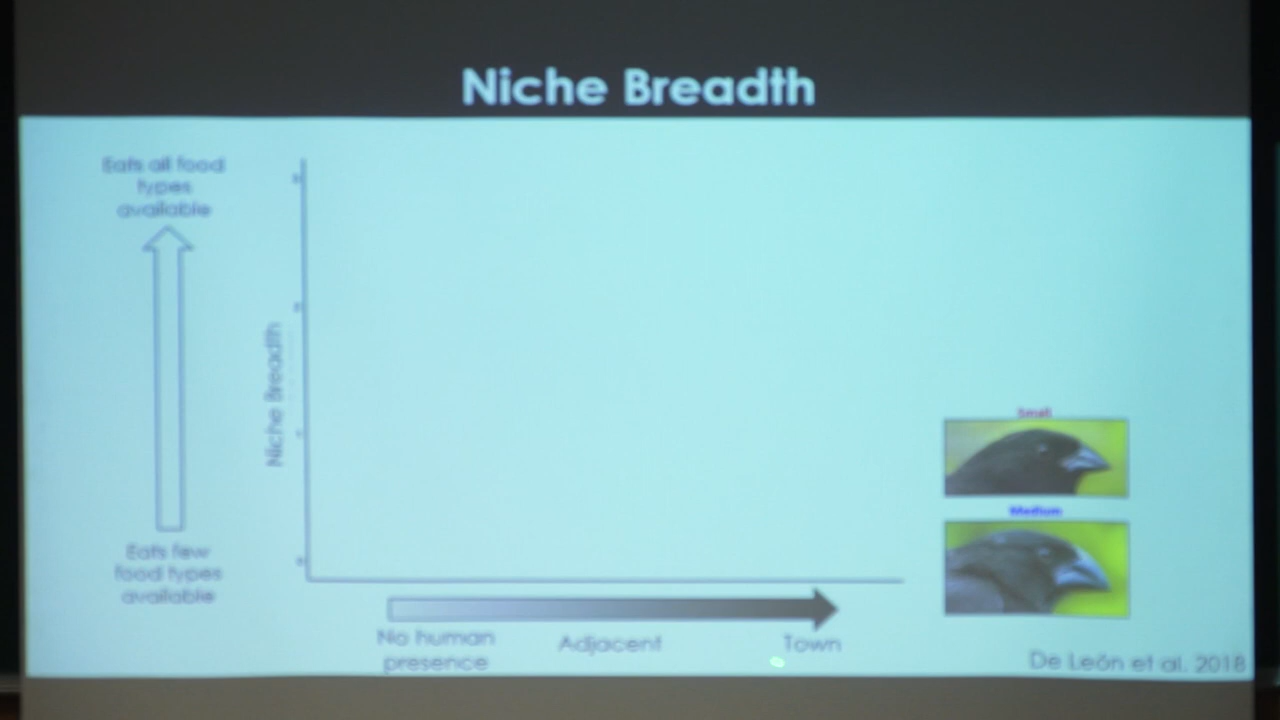 Niche Breadth
Eats all food
types
available
Niche Breadth
Eats few
food types
available
No human
presence
Adjacent
Town
Small
Medium
De León et al. 2018